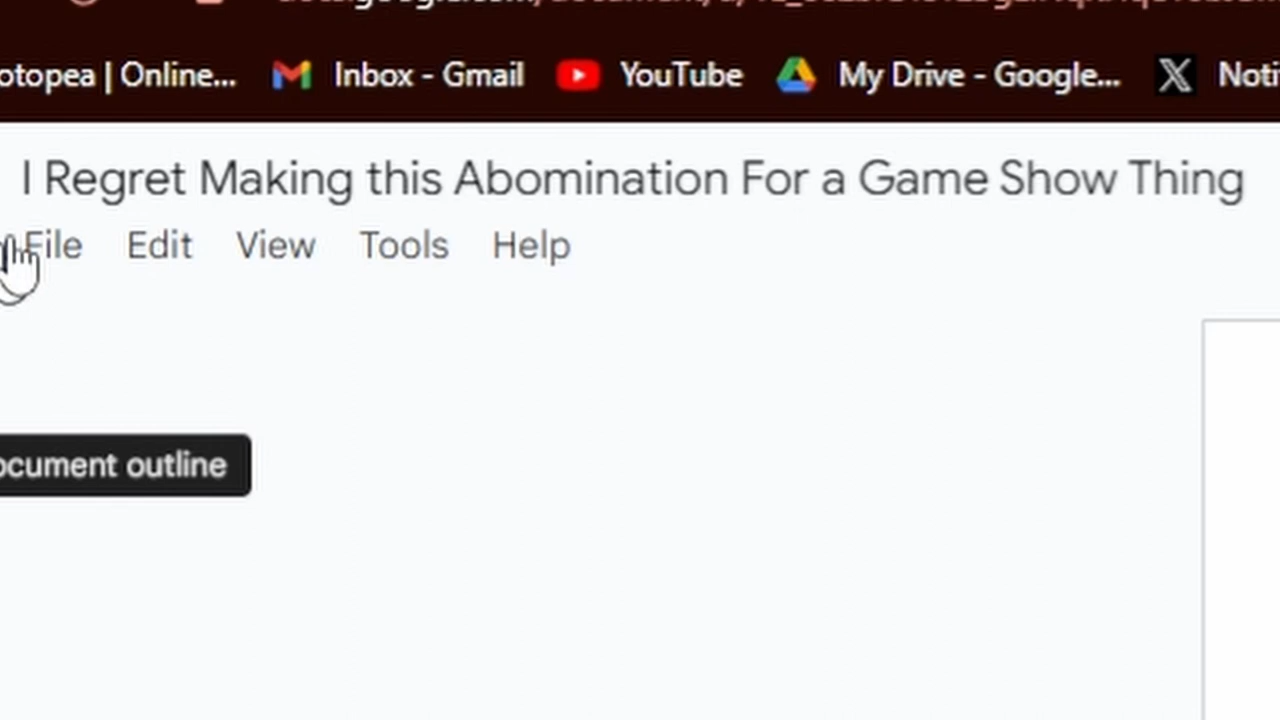 otopea | Online... Inbox - Gmail YouTube My Drive - Google... Noti
I Regret Making this Abomination For a Game Show Thing
File Edit View Tools Help
ocument outline